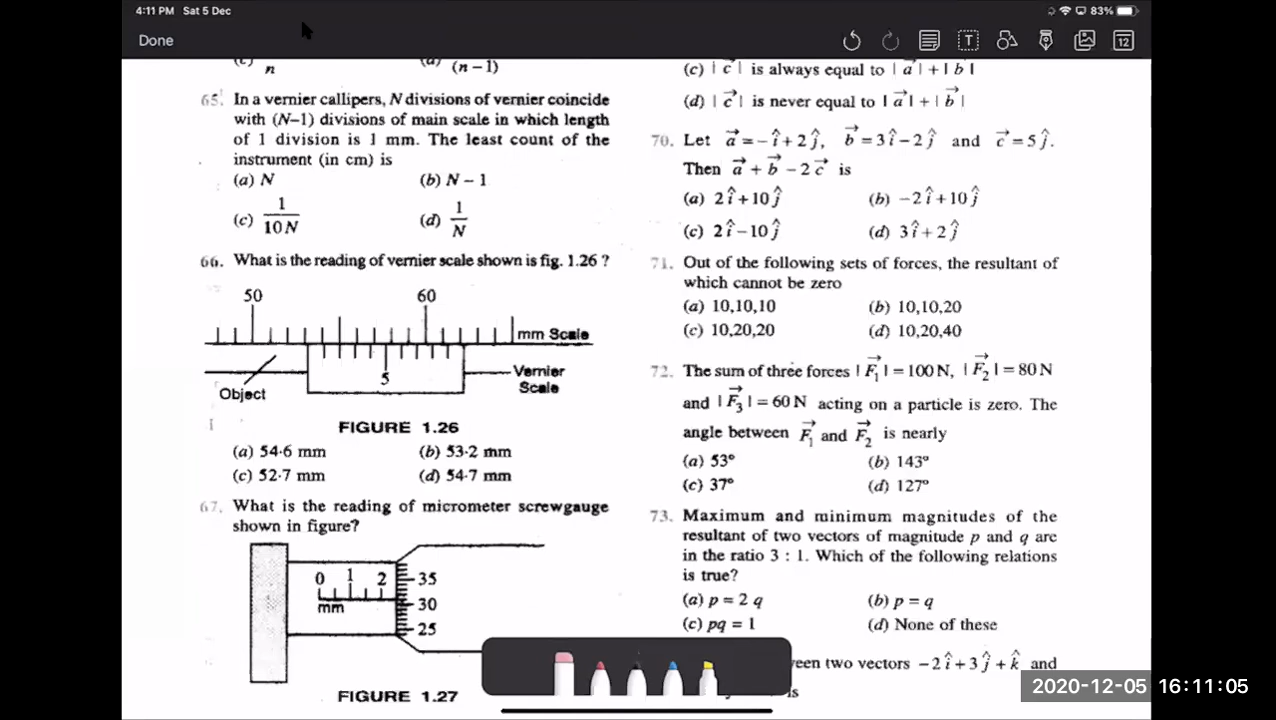 4:11 PM Sat 5 Dec
83%
Done
T
12
(c) n
(d) (n−1)
65. In a vernier callipers, N divisions of vernier coincide
with (N–1) divisions of main scale in which length
of 1 division is 1 mm. The least count of the
instrument (in cm) is
(a) N (b) N − 1
(c) 1/10N (d) 1/N
66. What is the reading of vernier scale shown is fig. 1.26 ?
50 60
mm Scale
5
Vernier
Scale
Object
FIGURE 1.26
(a) 54·6 mm (b) 53·2 mm
(c) 52·7 mm (d) 54·7 mm
67. What is the reading of micrometer screwgauge
shown in figure?
0 1 2
mm
35
30
25
FIGURE 1.27
(c) |c⃗| is always equal to |a⃗| + |b⃗|
(d) |c⃗| is never equal to |a⃗| + |b⃗|
70. Let a⃗ = −î + 2ĵ, b⃗ = 3î − 2ĵ and c⃗ = 5ĵ.
Then a⃗ + b⃗ − 2c⃗ is
(a) 2î + 10ĵ (b) −2î + 10ĵ
(c) 2î − 10ĵ (d) 3î + 2ĵ
71. Out of the following sets of forces, the resultant of
which cannot be zero
(a) 10,10,10 (b) 10,10,20
(c) 10,20,20 (d) 10,20,40
72. The sum of three forces |F⃗₁| = 100 N, |F⃗₂| = 80 N
and |F⃗₃| = 60 N acting on a particle is zero. The
angle between F⃗₁ and F⃗₂ is nearly
(a) 53° (b) 143°
(c) 37° (d) 127°
73. Maximum and minimum magnitudes of the
resultant of two vectors of magnitude p and q are
in the ratio 3 : 1. Which of the following relations
is true?
(a) p = 2 q (b) p = q
(c) pq = 1 (d) None of these
two vectors −2î + 3ĵ + k̂ and
is
2020-12-05 16:11:05